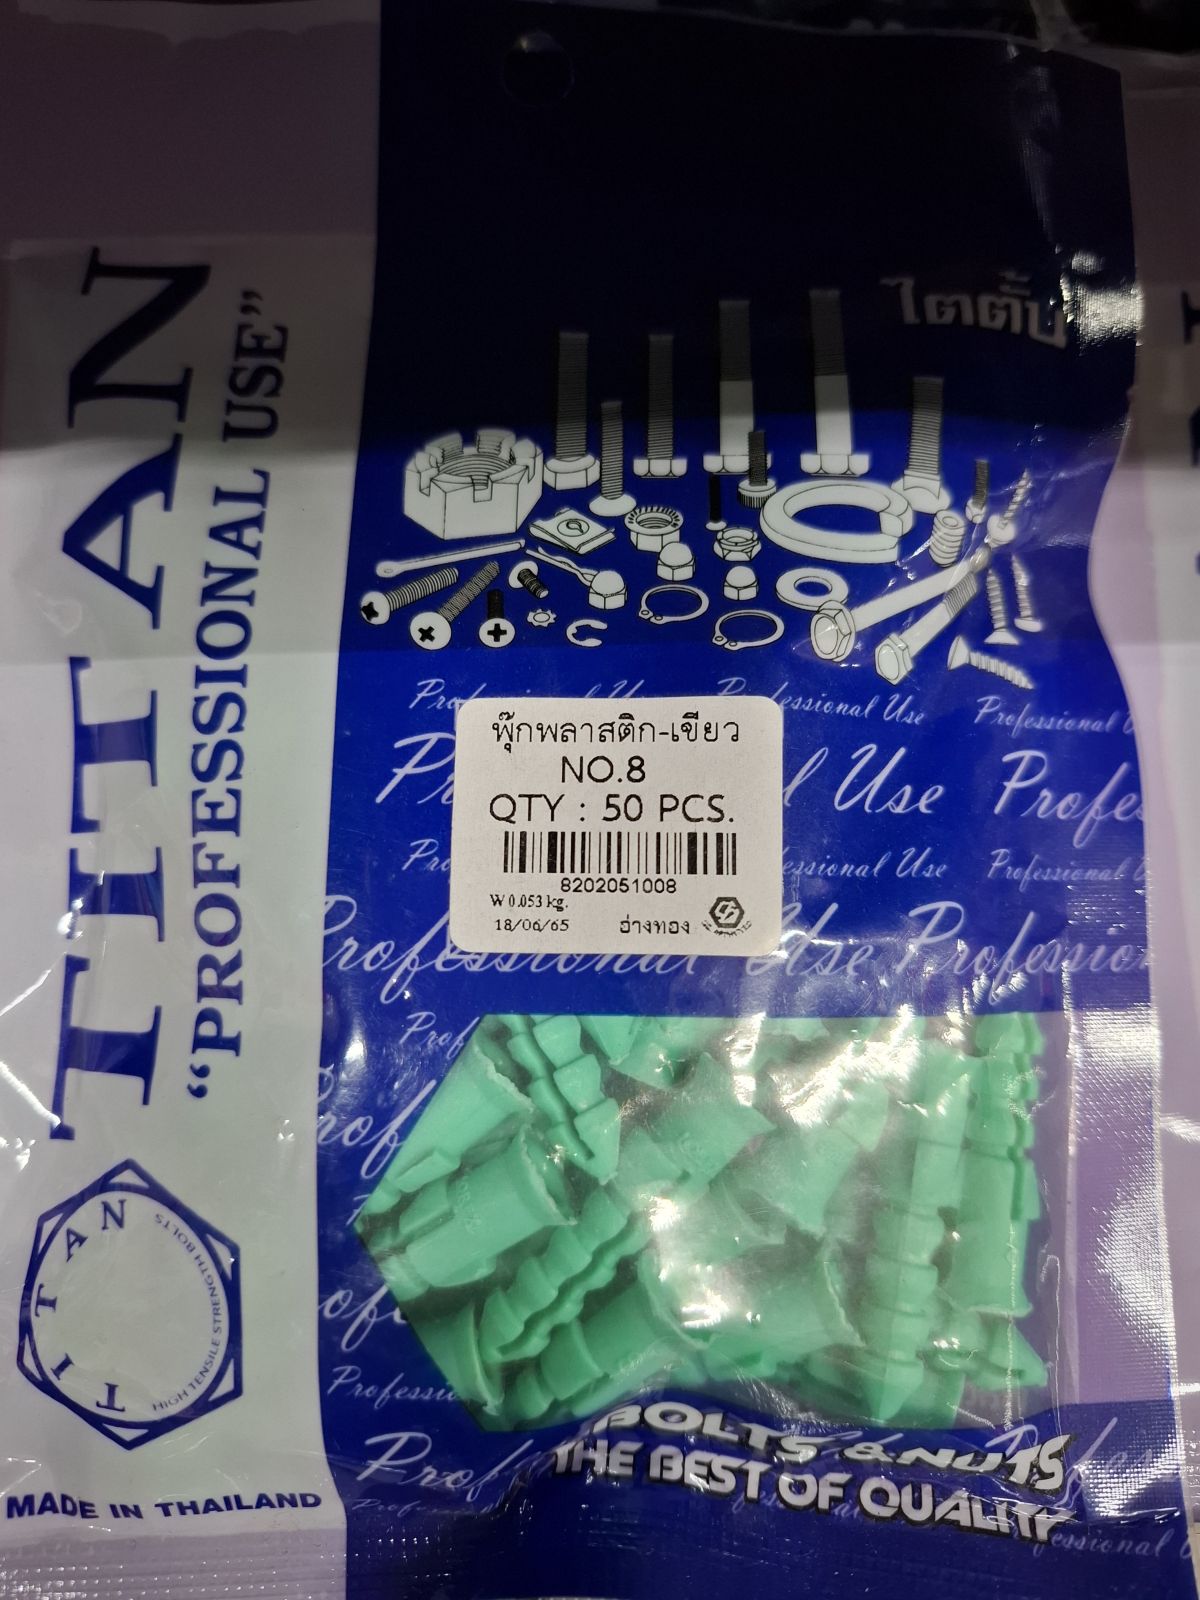 ไตตั้น
TITAN
"PROFESSIONAL USE"
Professional Use
พุ๊กพลาสติก-เขียว
NO.8
QTY : 50 PCS.
8202051008
W 0.053 kg.
18/06/65 อ่างทอง
TITAN
HIGH TENSILE STRENGTH BOLTS
MADE IN THAILAND
BOLTS & NUTS
THE BEST OF QUALITY